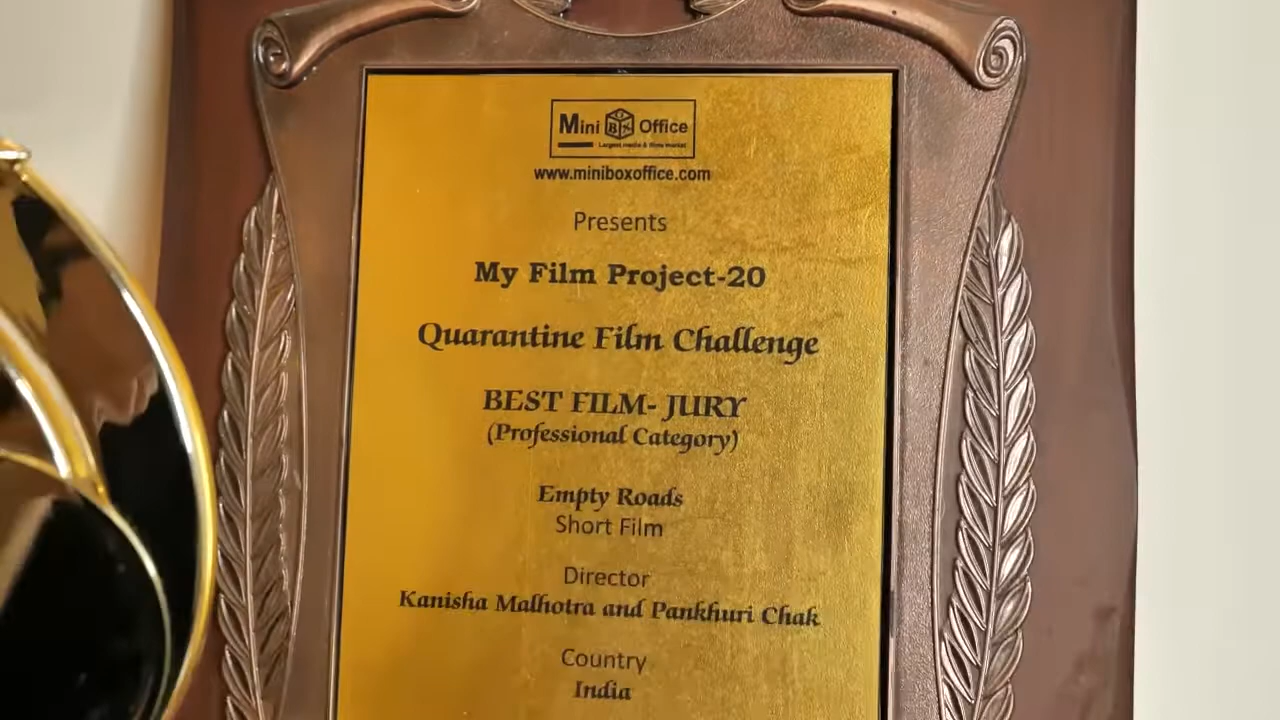 Mini BOX Office
Largest media & films market
www.miniboxoffice.com
Presents
My Film Project-20
Quarantine Film Challenge
BEST FILM- JURY
(Professional Category)
Empty Roads
Short Film
Director
Kanisha Malhotra and Pankhuri Chak
Country
India